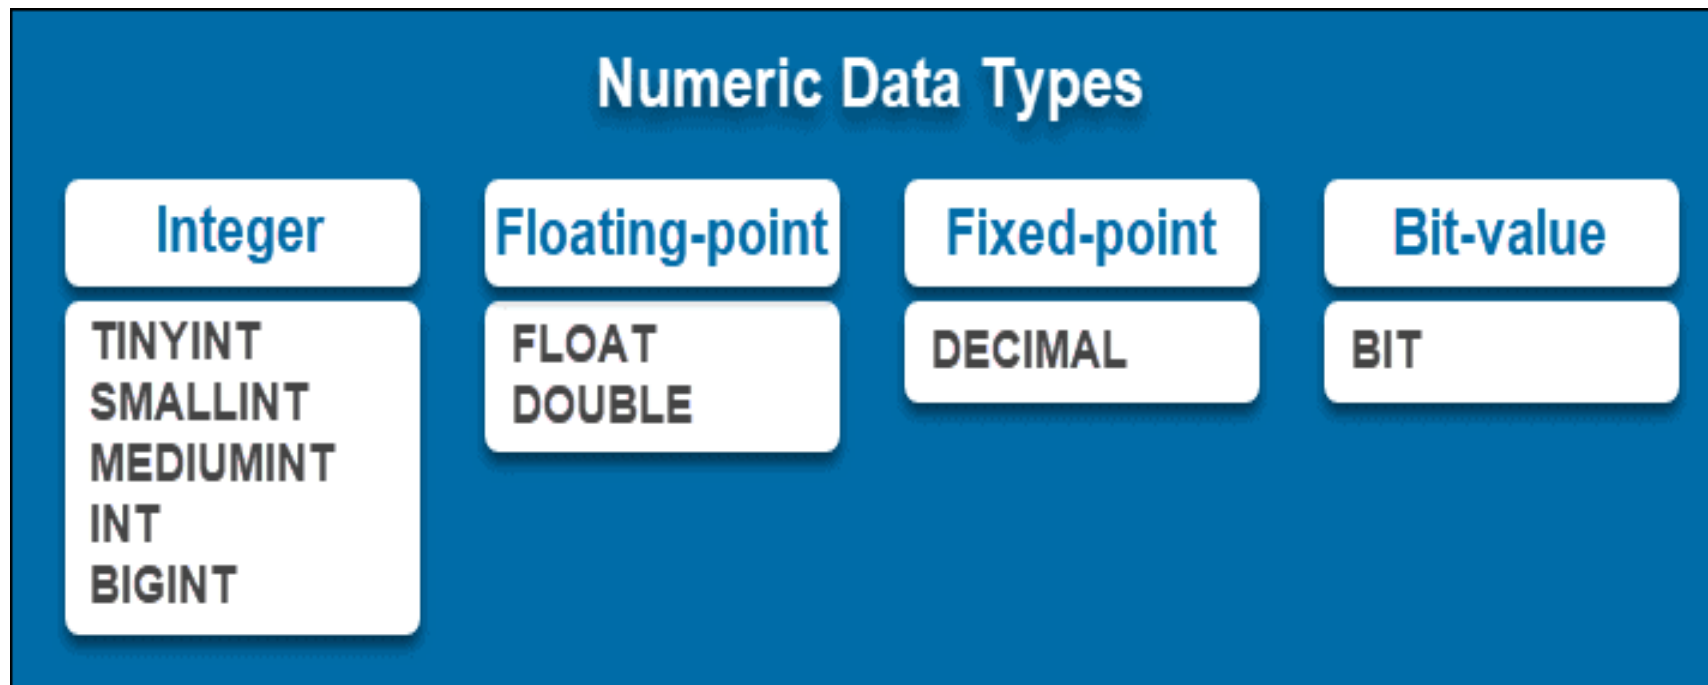 Numeric Data Types
Integer
TINYINT
SMALLINT
MEDIUMINT
INT
BIGINT
Floating-point
FLOAT
DOUBLE
Fixed-point
DECIMAL
Bit-value
BIT